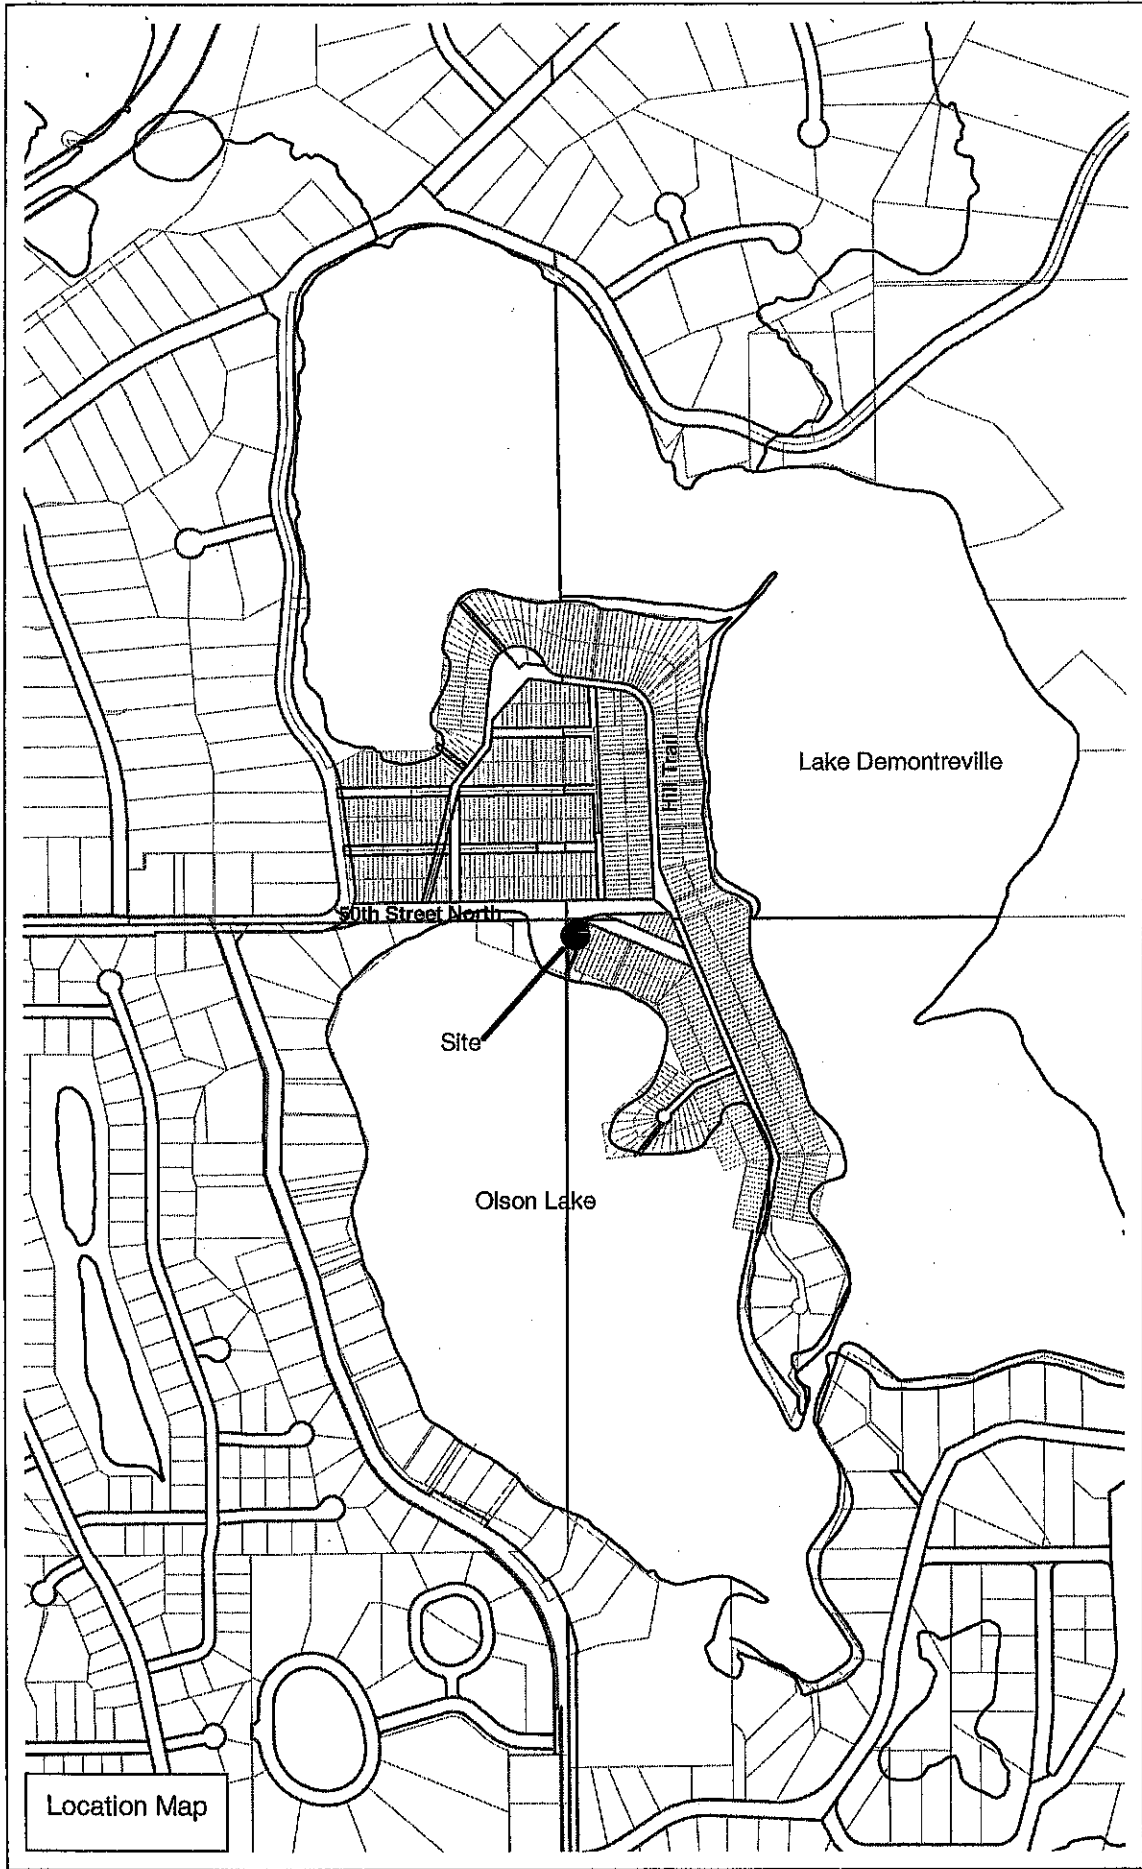 Hill Trail
Lake Demontreville
50th Street North
Site
Olson Lake
Location Map